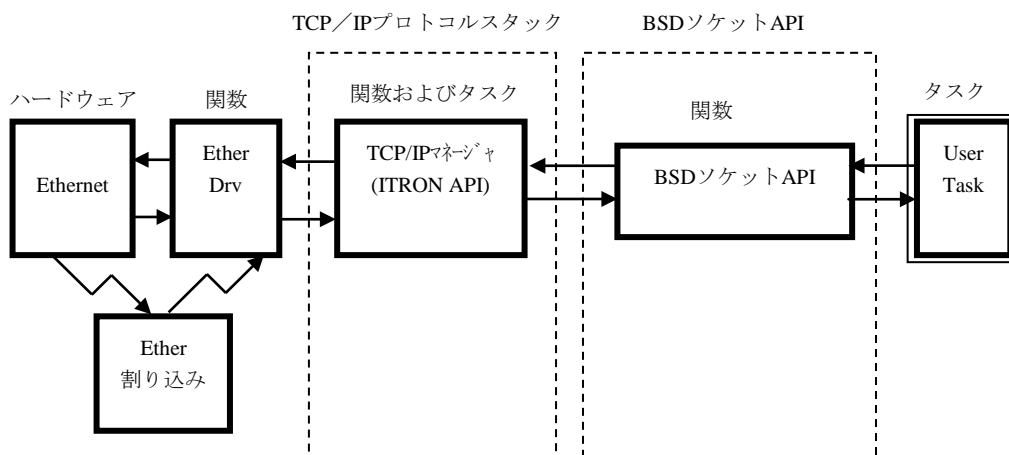 TCP／IPプロトコルスタック
BSDソケットAPI
ハードウェア
関数
関数およびタスク
関数
タスク
Ethernet
Ether
Drv
TCP/IPﾏﾈｰｼﾞｬ
(ITRON API)
BSDソケットAPI
User
Task
Ether
割り込み